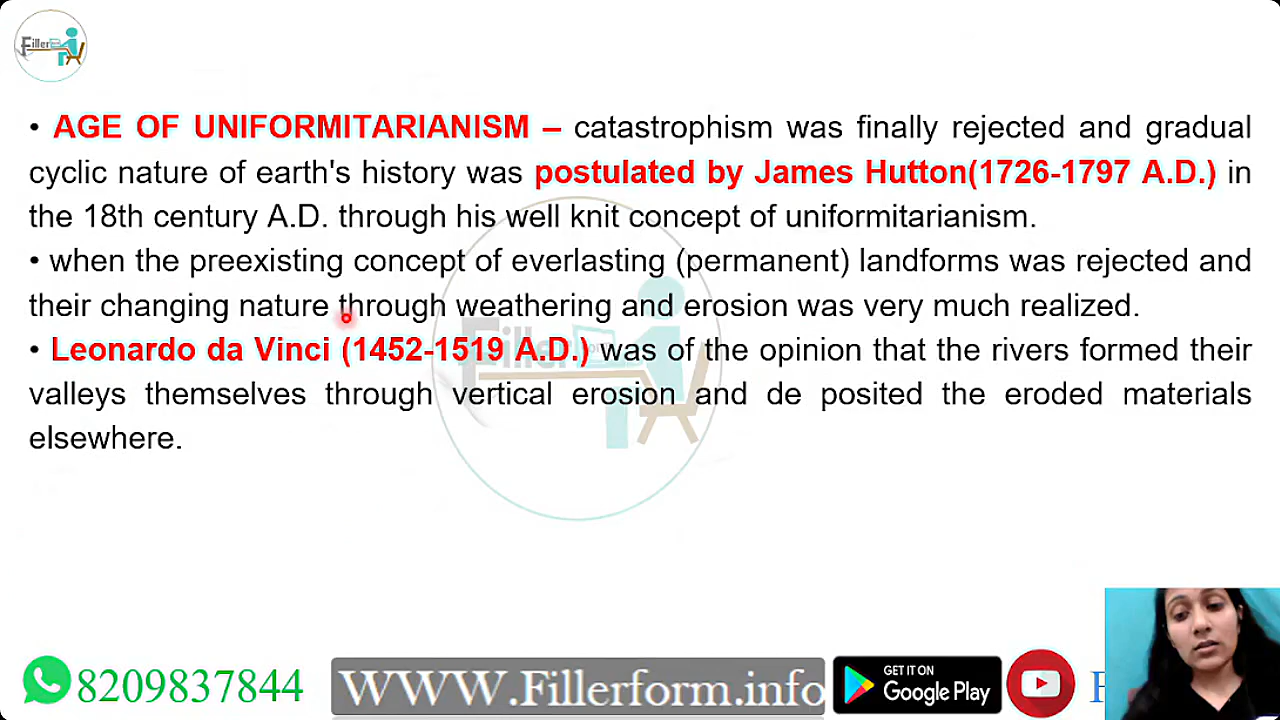 Filler
• AGE OF UNIFORMITARIANISM – catastrophism was finally rejected and gradual
cyclic nature of earth's history was postulated by James Hutton(1726-1797 A.D.) in
the 18th century A.D. through his well knit concept of uniformitarianism.
• when the preexisting concept of everlasting (permanent) landforms was rejected and
their changing nature through weathering and erosion was very much realized.
• Leonardo da Vinci (1452-1519 A.D.) was of the opinion that the rivers formed their
valleys themselves through vertical erosion and de posited the eroded materials
elsewhere.
8209837844
WWW.Fillerform.info
GET IT ON
Google Play